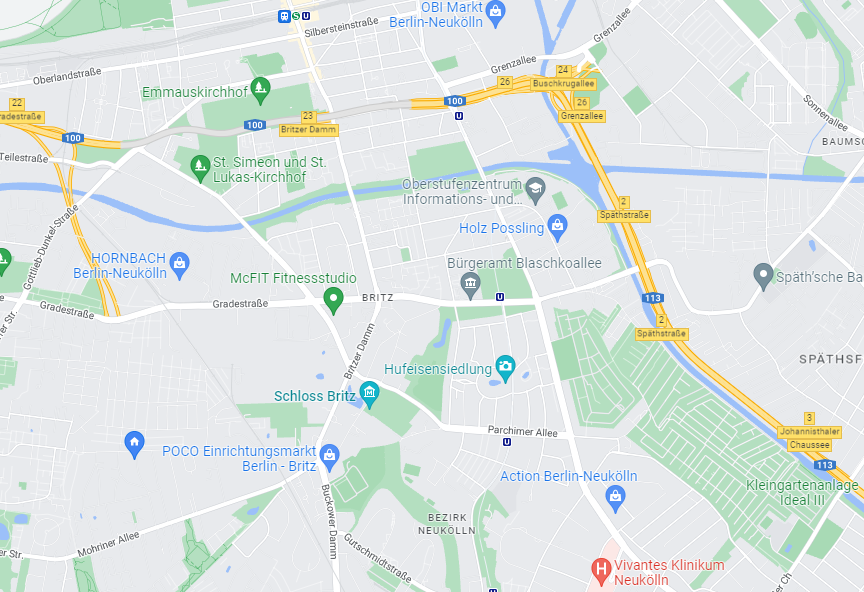 OBI Markt
Berlin-Neukölln
S
U
Silbersteinstraße
Grenzallee
Oberlandstraße
Grenzallee
24
Buschkrugallee
26
Emmauskirchhof
22
100
26
Grenzallee
Sonnenallee
23
Britzer Damm
100
100
U
Teilestraße
St. Simeon und St.
Lukas-Kirchhof
Oberstufenzentrum
Informations- und...
2
Späthstraße
Holz Possling
Gottlieb-Dunkel-Straße
HORNBACH
Berlin-Neukölln
Bürgeramt Blaschkoallee
McFIT Fitnessstudio
Späth'sche Ba
Gradestraße
Gradestraße
BRITZ
U
113
2
Späthstraße
Britzer Damm
Hufeisensiedlung
SPÄTHSF
Schloss Britz
Parchimer Allee
U
3
Johannisthaler
Chaussee
POCO Einrichtungsmarkt
Berlin - Britz
113
Action Berlin-Neukölln
Kleingartenanlage
Ideal III
Buckower Damm
BEZIRK
NEUKÖLLN
Mohriner Allee
Gutschmidtstraße
H
Vivantes Klinikum
Neukölln